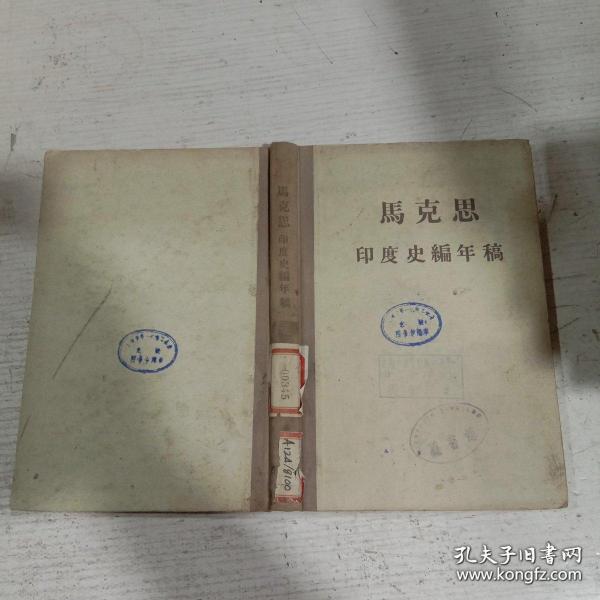 馬克思
印度史編年稿
馬克思 印度史編年稿
00345
A124/8100
孔夫子旧书网
www.kongfz.com